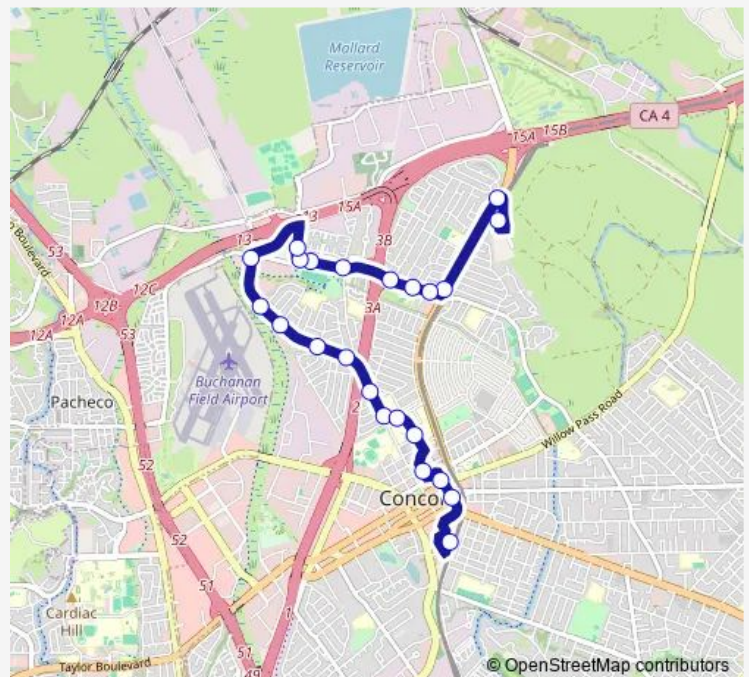 Mallard
Reservoir
CA 4
15A 15B
13
15A
3B
13
12C
53
12B
12A
12A
53
3A
Buchanan
Field Airport
Pacheco
2
52
Willow Pass Road
52
51
1
Cardiac
Hill
51
49
Taylor Boulevard
© OpenStreetMap contributors